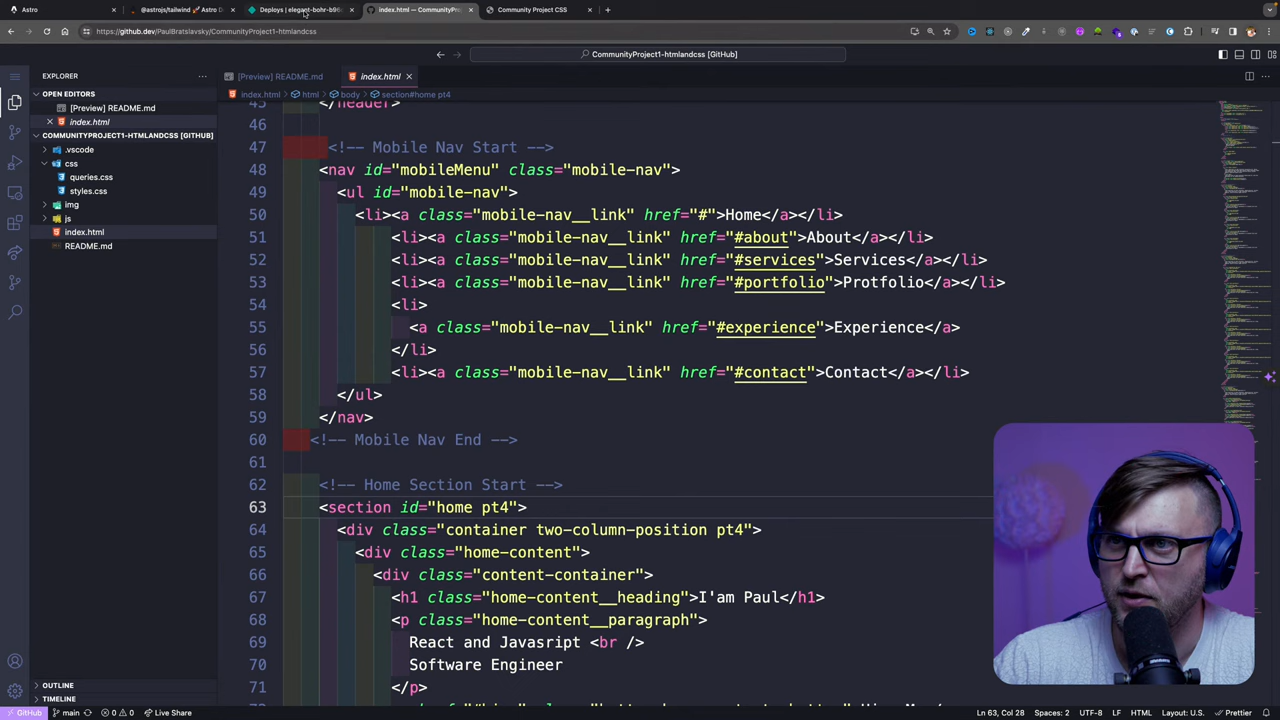 Astro
@astrojs/tailwind 🚀 Astro D
Deploys | elegant-bohr-b96
index.html — CommunityPro
Community Project CSS
https://github.dev/PaulBratslavsky/CommunityProject1-htmlandcss
CommunityProject1-htmlandcss [GitHub]
EXPLORER
[Preview] README.md
index.html
OPEN EDITORS
index.html > html > body > section#home pt4
[Preview] README.md
index.html
COMMUNITYPROJECT1-HTMLANDCSS [GITHUB]
.vscode
css
queries.css
styles.css
img
js
index.html
README.md
45 </header>
46
47 <!-- Mobile Nav Start -->
48 <nav id="mobileMenu" class="mobile-nav">
49 <ul id="mobile-nav">
50 <li><a class="mobile-nav__link" href="#">Home</a></li>
51 <li><a class="mobile-nav__link" href="#about">About</a></li>
52 <li><a class="mobile-nav__link" href="#services">Services</a></li>
53 <li><a class="mobile-nav__link" href="#portfolio">Protfolio</a></li>
54 <li>
55 <a class="mobile-nav__link" href="#experience">Experience</a>
56 </li>
57 <li><a class="mobile-nav__link" href="#contact">Contact</a></li>
58 </ul>
59 </nav>
60 <!-- Mobile Nav End -->
61
62 <!-- Home Section Start -->
63 <section id="home pt4">
64 <div class="container two-column-position pt4">
65 <div class="home-content">
66 <div class="content-container">
67 <h1 class="home-content__heading">I'am Paul</h1>
68 <p class="home-content__paragraph">
69 React and Javascript <br />
70 Software Engineer
71 </p>
OUTLINE
TIMELINE
GitHub
main
0 0
Live Share
Ln 63, Col 28
Spaces: 2
UTF-8
LF
HTML
Layout: U.S.
Prettier